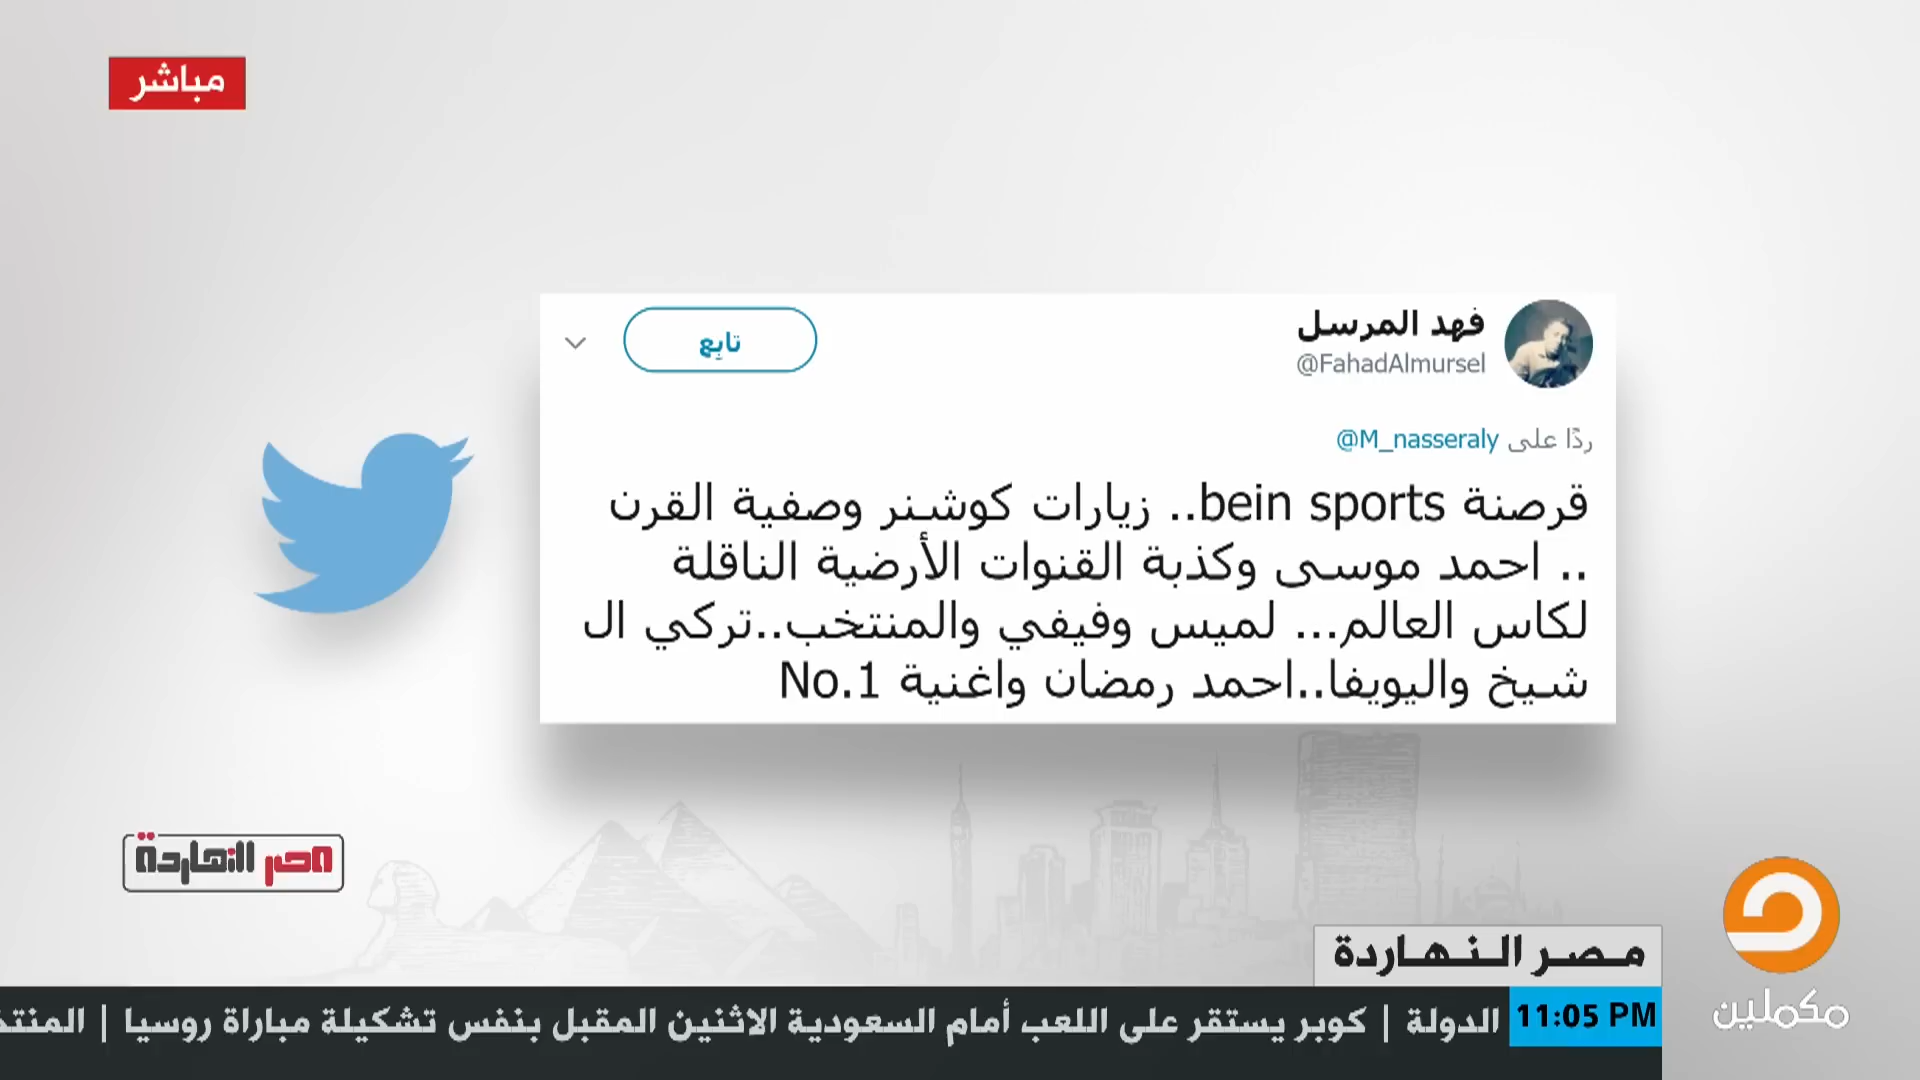 مباشر
فهد المرسل
@FahadAlmursel
تابِع
ردًا على @M_nasseraly
قرصنة bein sports.. زيارات كوشنر وصفية القرن
.. احمد موسى وكذبة القنوات الأرضية الناقلة
لكاس العالم... لميس وفيفي والمنتخب..تركي ال
شيخ واليويفا..احمد رمضان واغنية No.1
مصر النهاردة
مصر النهاردة
مكملين
11:05 PM
الدولة | كوبر يستقر على اللعب أمام السعودية الاثنين المقبل بنفس تشكيلة مباراة روسيا |